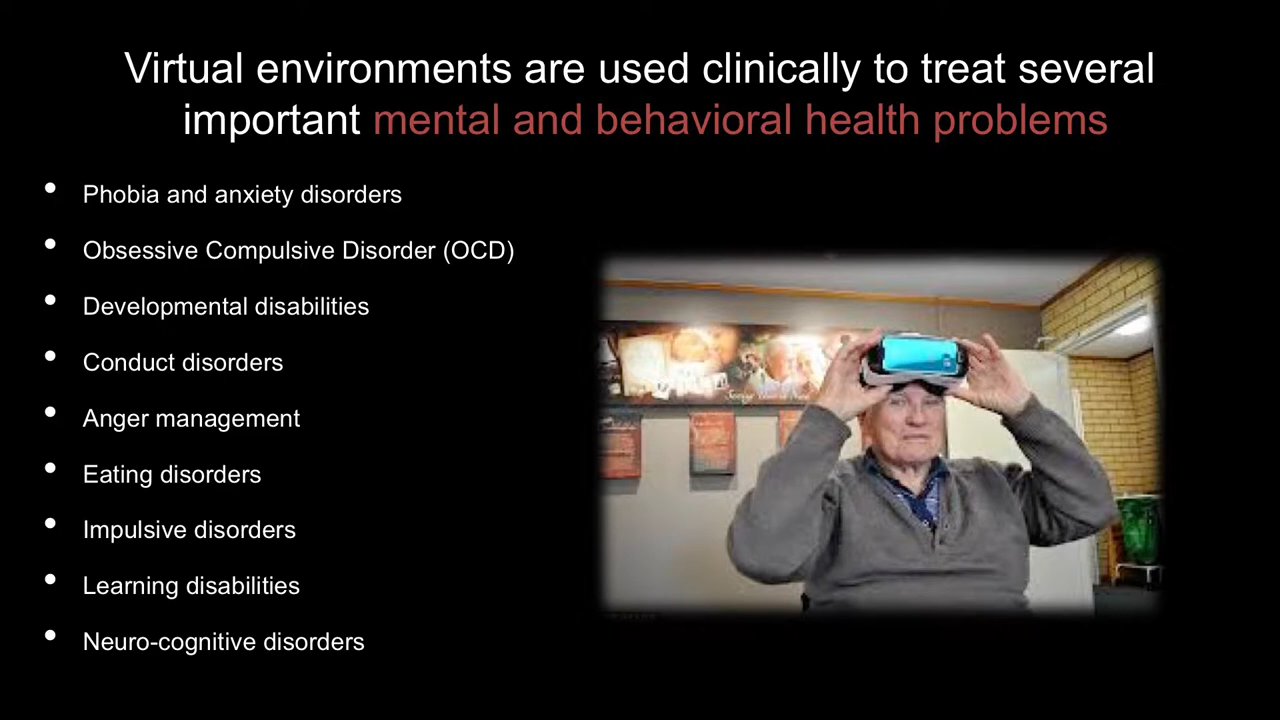 Virtual environments are used clinically to treat several
important mental and behavioral health problems
• Phobia and anxiety disorders
• Obsessive Compulsive Disorder (OCD)
• Developmental disabilities
• Conduct disorders
• Anger management
• Eating disorders
• Impulsive disorders
• Learning disabilities
• Neuro-cognitive disorders